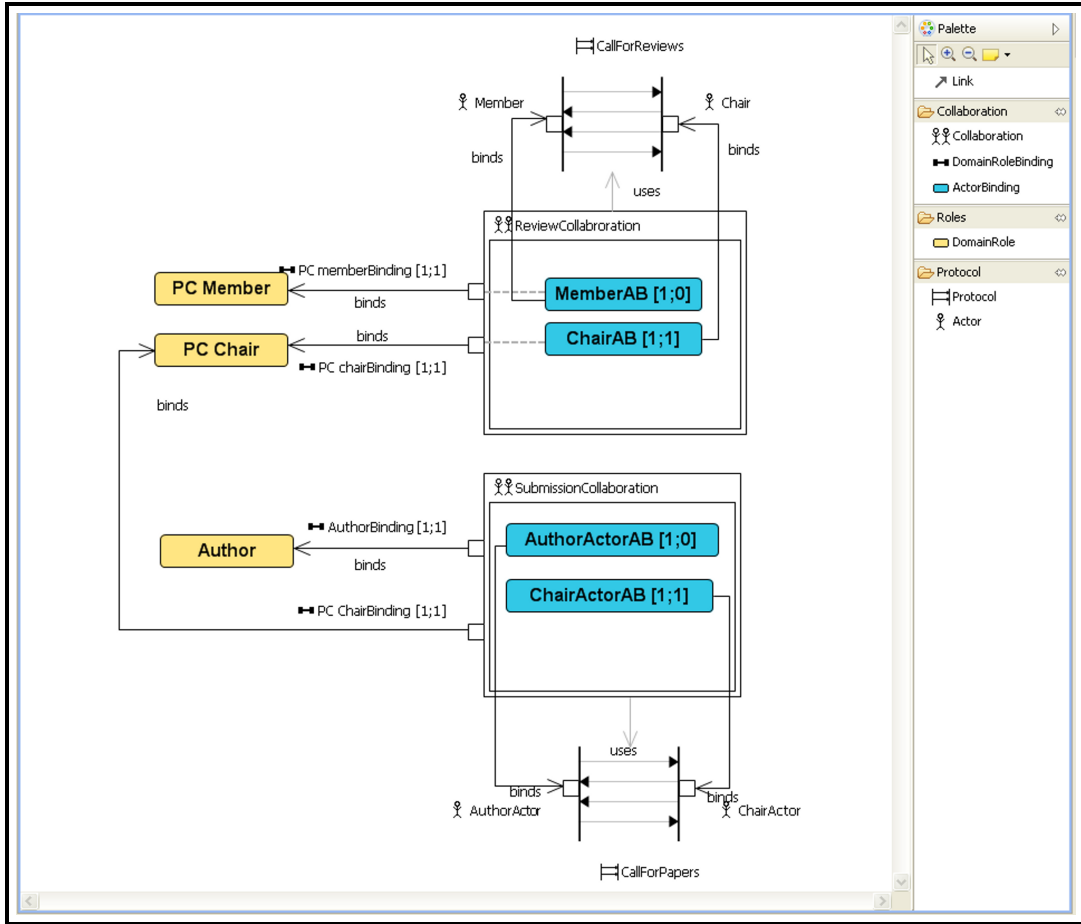 CallForReviews
Member
Chair
binds
binds
uses
ReviewCollabroration
PC memberBinding [1;1]
PC Member
binds
MemberAB [1;0]
binds
ChairAB [1;1]
PC Chair
PC chairBinding [1;1]
binds
SubmissionCollaboration
AuthorBinding [1;1]
AuthorActorAB [1;0]
Author
binds
ChairActorAB [1;1]
PC ChairBinding [1;1]
uses
binds
binds
AuthorActor
ChairActor
CallForPapers
Palette
Link
Collaboration
Collaboration
DomainRoleBinding
ActorBinding
Roles
DomainRole
Protocol
Protocol
Actor